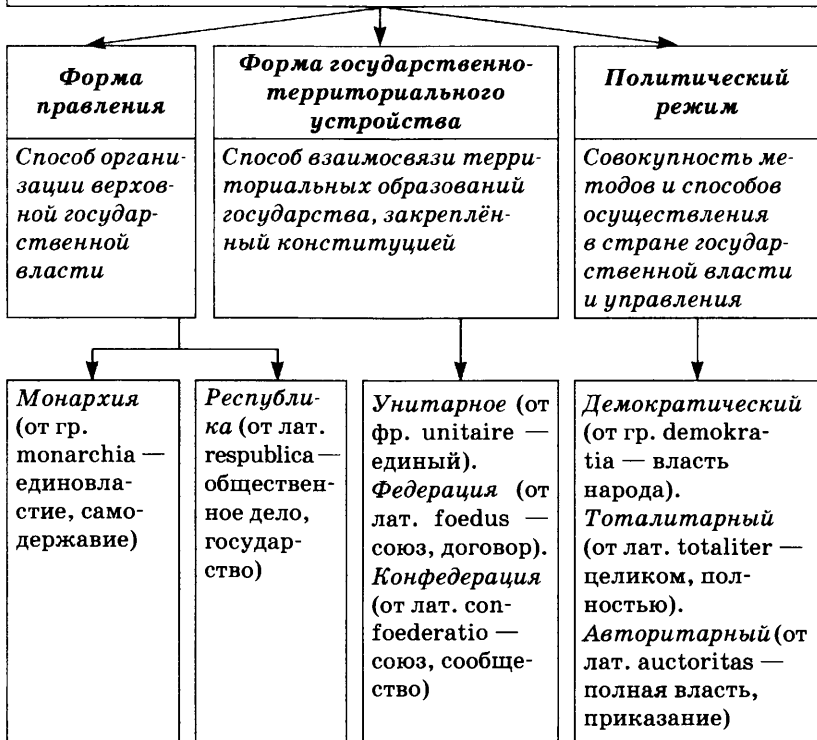 Форма
правления
Форма государственно-
территориального
устройства
Политический
режим
Способ органи-
зации верхов-
ной государ-
ственной
власти
Способ взаимосвязи терри-
ториальных образований
государства, закреплён-
ный конституцией
Совокупность ме-
тодов и способов
осуществления
в стране государ-
ственной власти
и управления
Монархия
(от гр.
monarchia —
единовла-
стие, само-
державие)
Республи-
ка (от лат.
respublica —
обществен-
ное дело,
государ-
ство)
Унитарное (от
фр. unitaire —
единый).
Федерация (от
лат. foedus —
союз, договор).
Конфедерация
(от лат. con-
foederatio —
союз, сообще-
ство)
Демократический
(от гр. demokra-
tia — власть
народа).
Тоталитарный
(от лат. totaliter —
целиком, пол-
ностью).
Авторитарный (от
лат. auctoritas —
полная власть,
приказание)